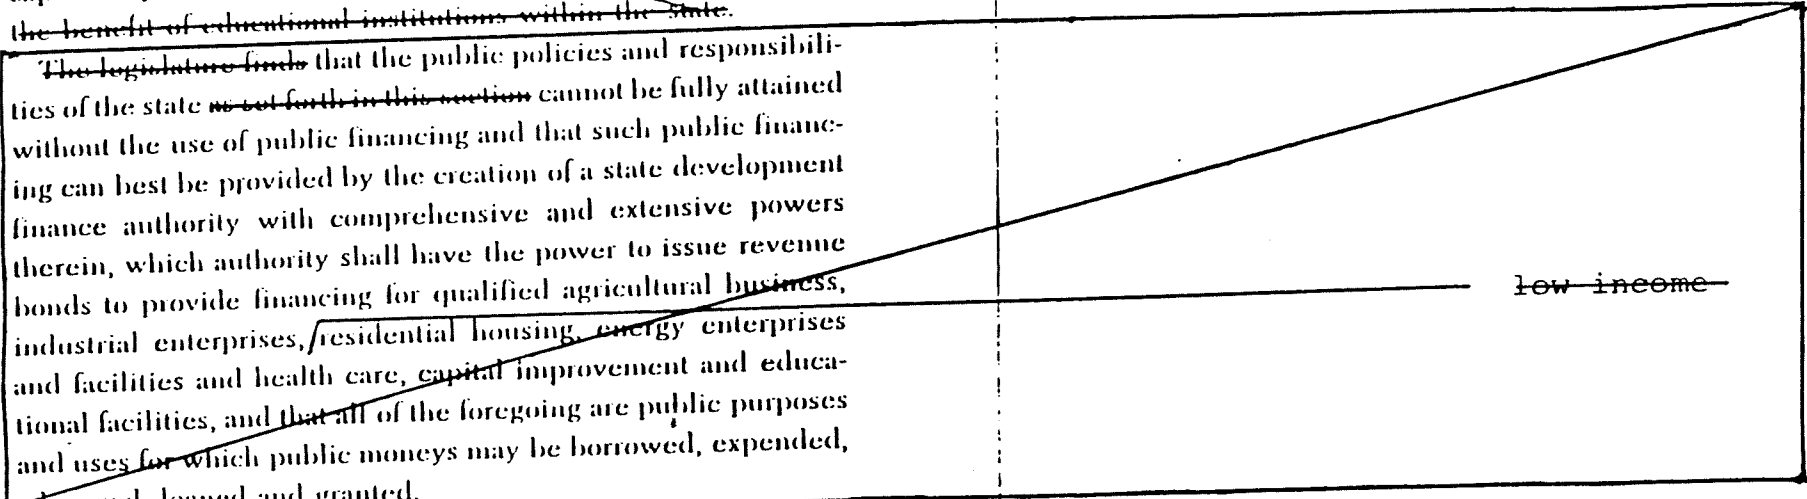 the benefit of educational institutions within the state.
The legislature finds that the public policies and responsibili-
ties of the state as set forth in this section cannot be fully attained
without the use of public financing and that such public financ-
ing can best be provided by the creation of a state development
finance authority with comprehensive and extensive powers
therein, which authority shall have the power to issue revenue
bonds to provide financing for qualified agricultural business,
industrial enterprises, residential housing, energy enterprises
low income
and facilities and health care, capital improvement and educa-
tional facilities, and that all of the foregoing are public purposes
and uses for which public moneys may be borrowed, expended,
loaned and granted.